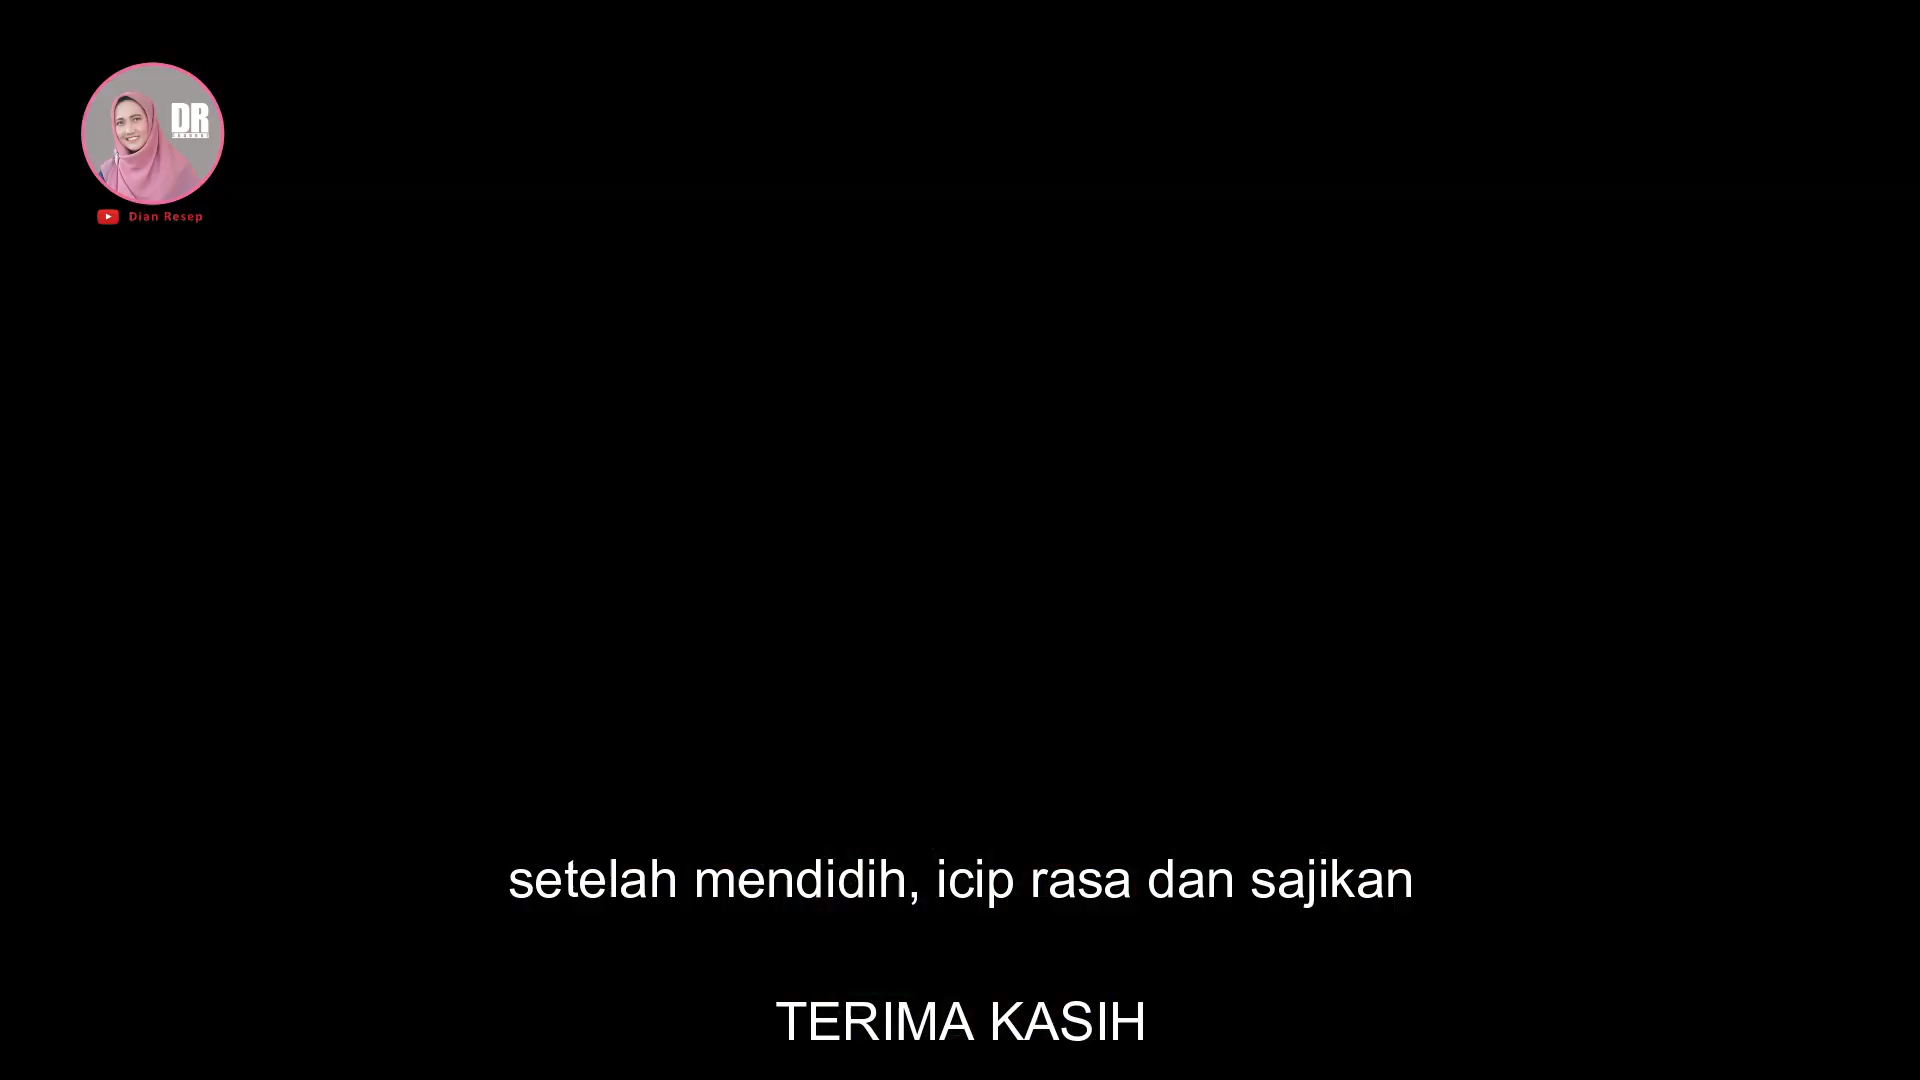 DR
Dian Resep
setelah mendidih, icip rasa dan sajikan
TERIMA KASIH